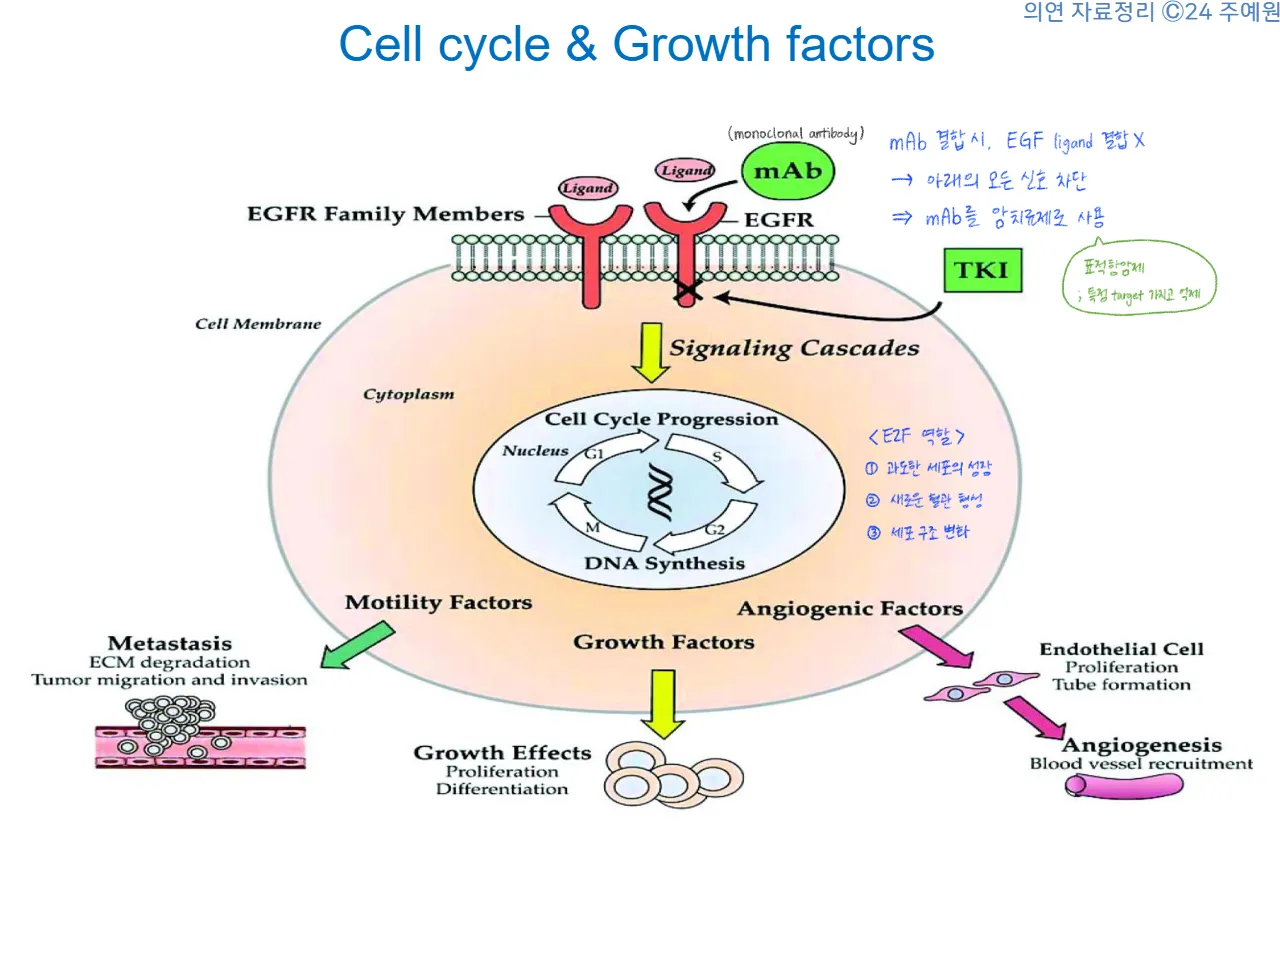 의연 자료정리 Ⓒ24 주예원
Cell cycle & Growth factors
(monoclonal antibody)
mAb 결합 시, EGF ligand 결합 X
→ 아래의 모든 신호 차단
⇒ mAb를 암치료제로 사용
표적항암제
; 특정 target 가지고 억제
Ligand
Ligand
mAb
EGFR Family Members
EGFR
TKI
Cell Membrane
Signaling Cascades
Cytoplasm
Cell Cycle Progression
Nucleus
G1
S
M
G2
DNA Synthesis
<E2F 역할>
① 과도한 세포의 성장
② 새로운 혈관 형성
③ 세포 구조 변화
Motility Factors
Growth Factors
Angiogenic Factors
Metastasis
ECM degradation
Tumor migration and invasion
Growth Effects
Proliferation
Differentiation
Endothelial Cell
Proliferation
Tube formation
Angiogenesis
Blood vessel recruitment